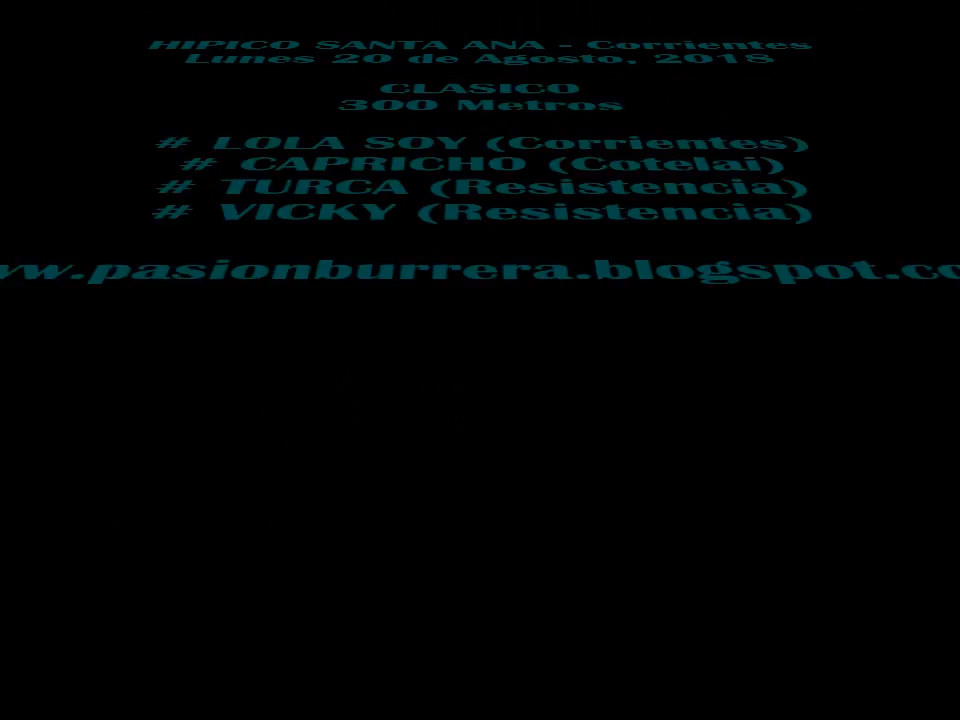 HIPICO SANTA ANA - Corrientes
Lunes 20 de Agosto, 2018
CLASICO
300 Metros
# LOLA SOY (Corrientes)
# CAPRICHO (Cotelai)
# TURCA (Resistencia)
# VICKY (Resistencia)
ww.pasionburrera.blogspot.co